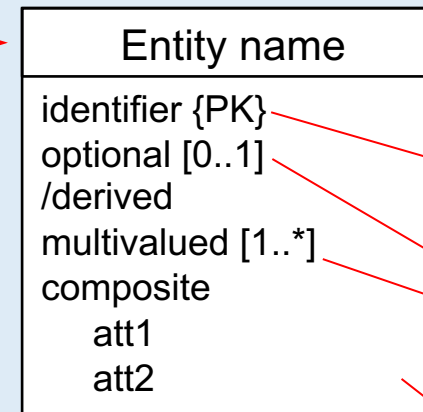 Entity name
identifier {PK}
optional [0..1]
/derived
multivalued [1..*]
composite
att1
att2